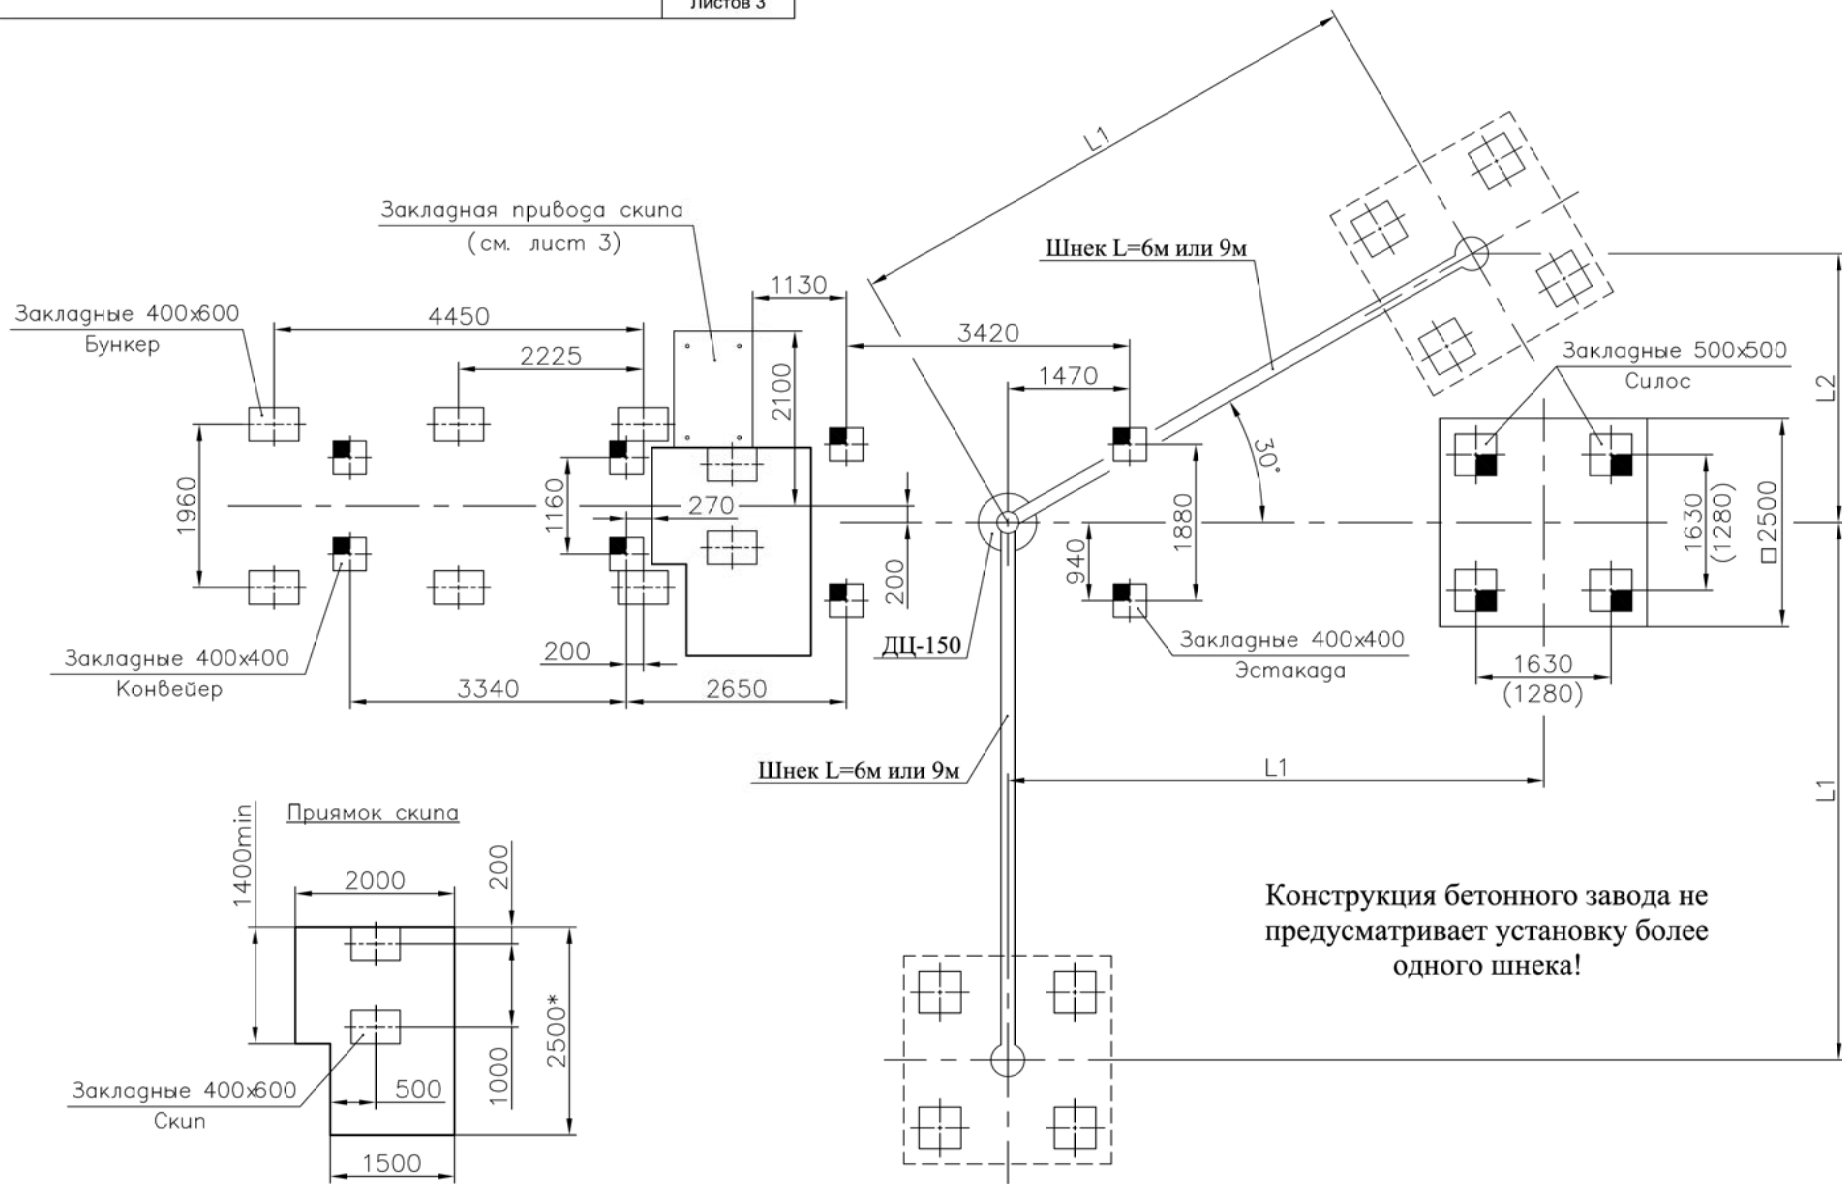 Листов 3
L1
Закладная привода скипа
(см. лист 3)
Шнек L=6м или 9м
1130
Закладные 400х600
Бункер
4450
3420
2225
2100
1470
Закладные 500х500
Силос
L2
30°
1960
1160
270
200
940
1880
1630
(1280)
□2500
ДЦ-150
Закладные 400х400
Эстакада
Закладные 400х400
Конвейер
200
3340
2650
1630
(1280)
Шнек L=6м или 9м
L1
L1
Приямок скипа
1400min
2000
200
Конструкция бетонного завода не
предусматривает установку более
одного шнека!
2500*
1000
Закладные 400х600
Скип
500
1500